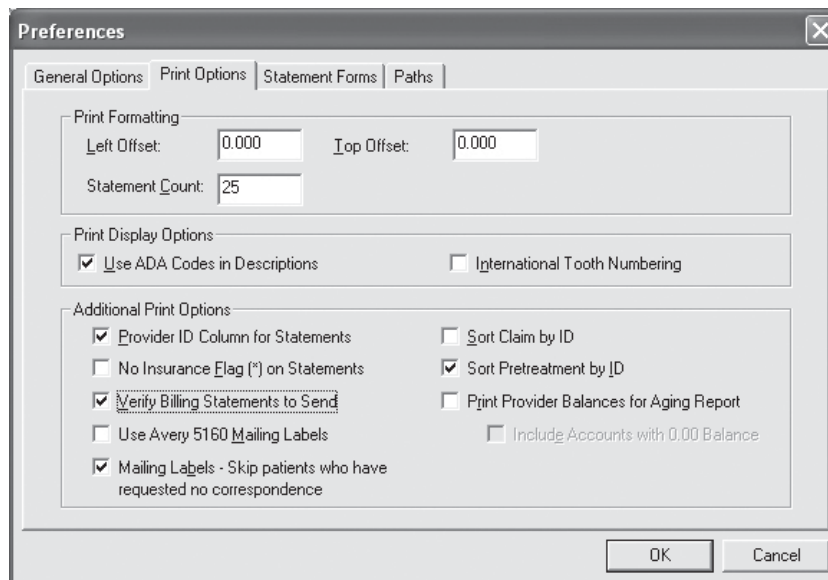 Preferences
General Options Print Options Statement Forms Paths
Print Formatting
Left Offset: 0.000 Top Offset: 0.000
Statement Count: 25
Print Display Options
Use ADA Codes in Descriptions International Tooth Numbering
Additional Print Options
Provider ID Column for Statements Sort Claim by ID
No Insurance Flag (*) on Statements Sort Pretreatment by ID
Verify Billing Statements to Send Print Provider Balances for Aging Report
Use Avery 5160 Mailing Labels Include Accounts with 0.00 Balance
Mailing Labels - Skip patients who have
requested no correspondence
OK Cancel